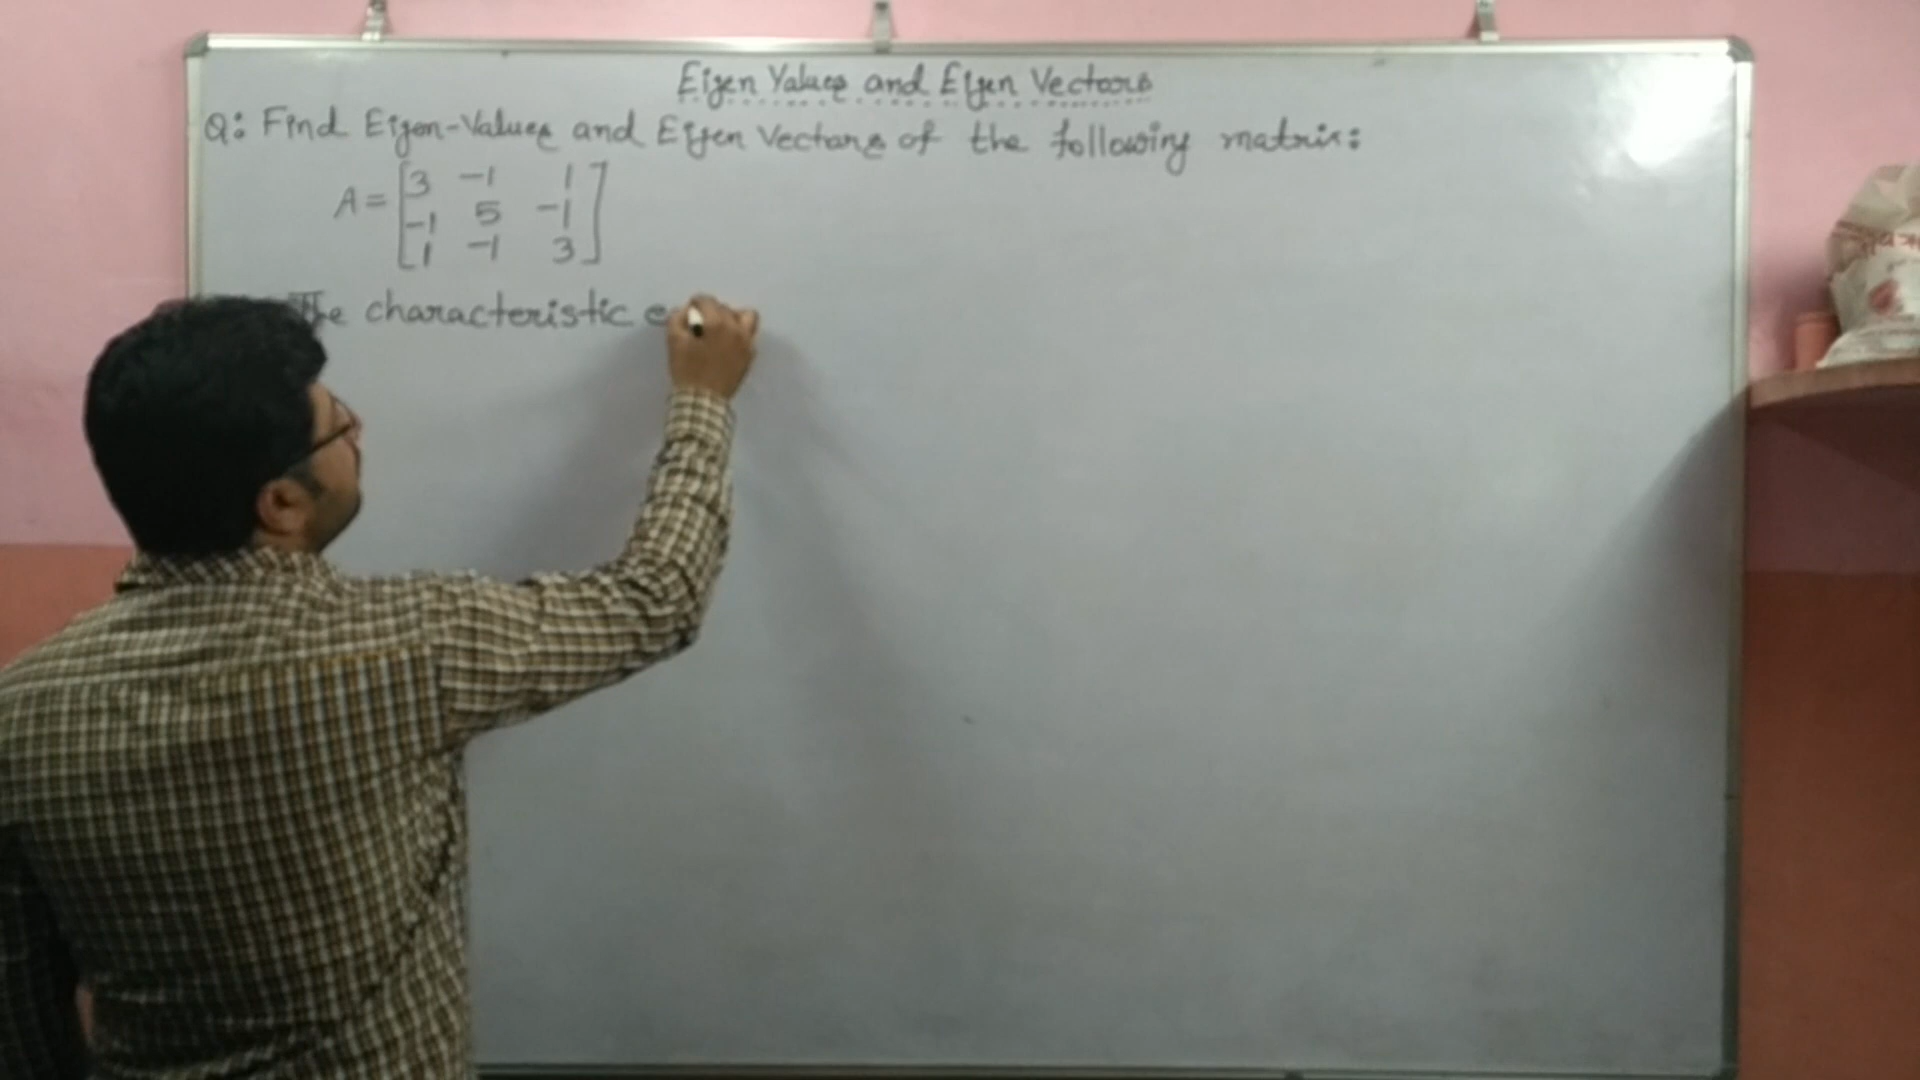 Eigen Values and Eigen Vectors
Q: Find Eigen-Values and Eigen Vectors of the following matrix:
A = [3 -1 1
-1 5 -1
1 -1 3]
The characteristic e